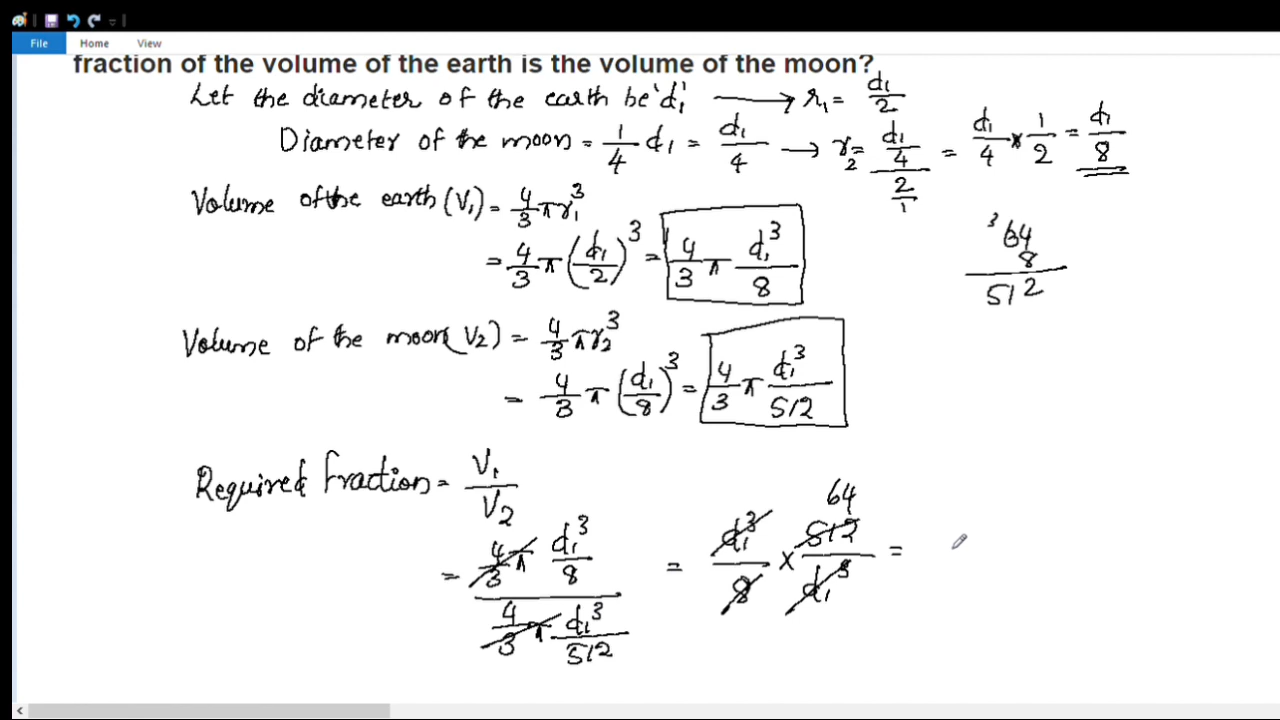 File Home View
fraction of the volume of the earth is the volume of the moon?
Let the diameter of the earth be 'd₁' ⟶ r₁ = d₁/2
Diameter of the moon = 1/4 d₁ = d₁/4 ⟶ r₂ = (d₁/4)/(2/1) = d₁/4 × 1/2 = d₁/8
Volume of the earth (V₁) = 4/3 πr₁³
= 4/3 π (d₁/2)³ = 4/3 π d₁³/8
³64
8
512
Volume of the moon (V₂) = 4/3 πr₂³
= 4/3 π (d₁/8)³ = 4/3 π d₁³/512
Required fraction = V₁/V₂
64
= (4/3 π d₁³/8)/(4/3 π d₁³/512) = d₁³/8 × 512/d₁³ =